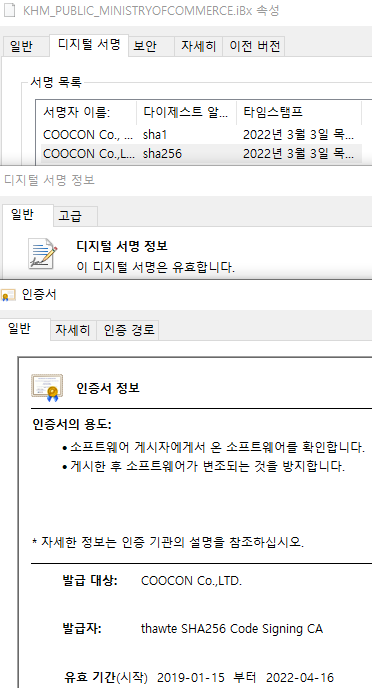 KHM_PUBLIC_MINISTRYOFCOMMERCE.iBx 속성
일반 디지털 서명 보안 자세히 이전 버전
서명 목록
서명자 이름: 다이제스트 알... 타임스탬프
COOCON Co., ... sha1 2022년 3월 3일 목...
COOCON Co.,L... sha256 2022년 3월 3일 목...
디지털 서명 정보
일반 고급
디지털 서명 정보
이 디지털 서명은 유효합니다.
인증서
일반 자세히 인증 경로
인증서 정보
인증서의 용도:
• 소프트웨어 게시자에게서 온 소프트웨어를 확인합니다.
• 게시한 후 소프트웨어가 변조되는 것을 방지합니다.
* 자세한 정보는 인증 기관의 설명을 참조하십시오.
발급 대상: COOCON Co.,LTD.
발급자: thawte SHA256 Code Signing CA
유효 기간(시작) 2019-01-15 부터 2022-04-16